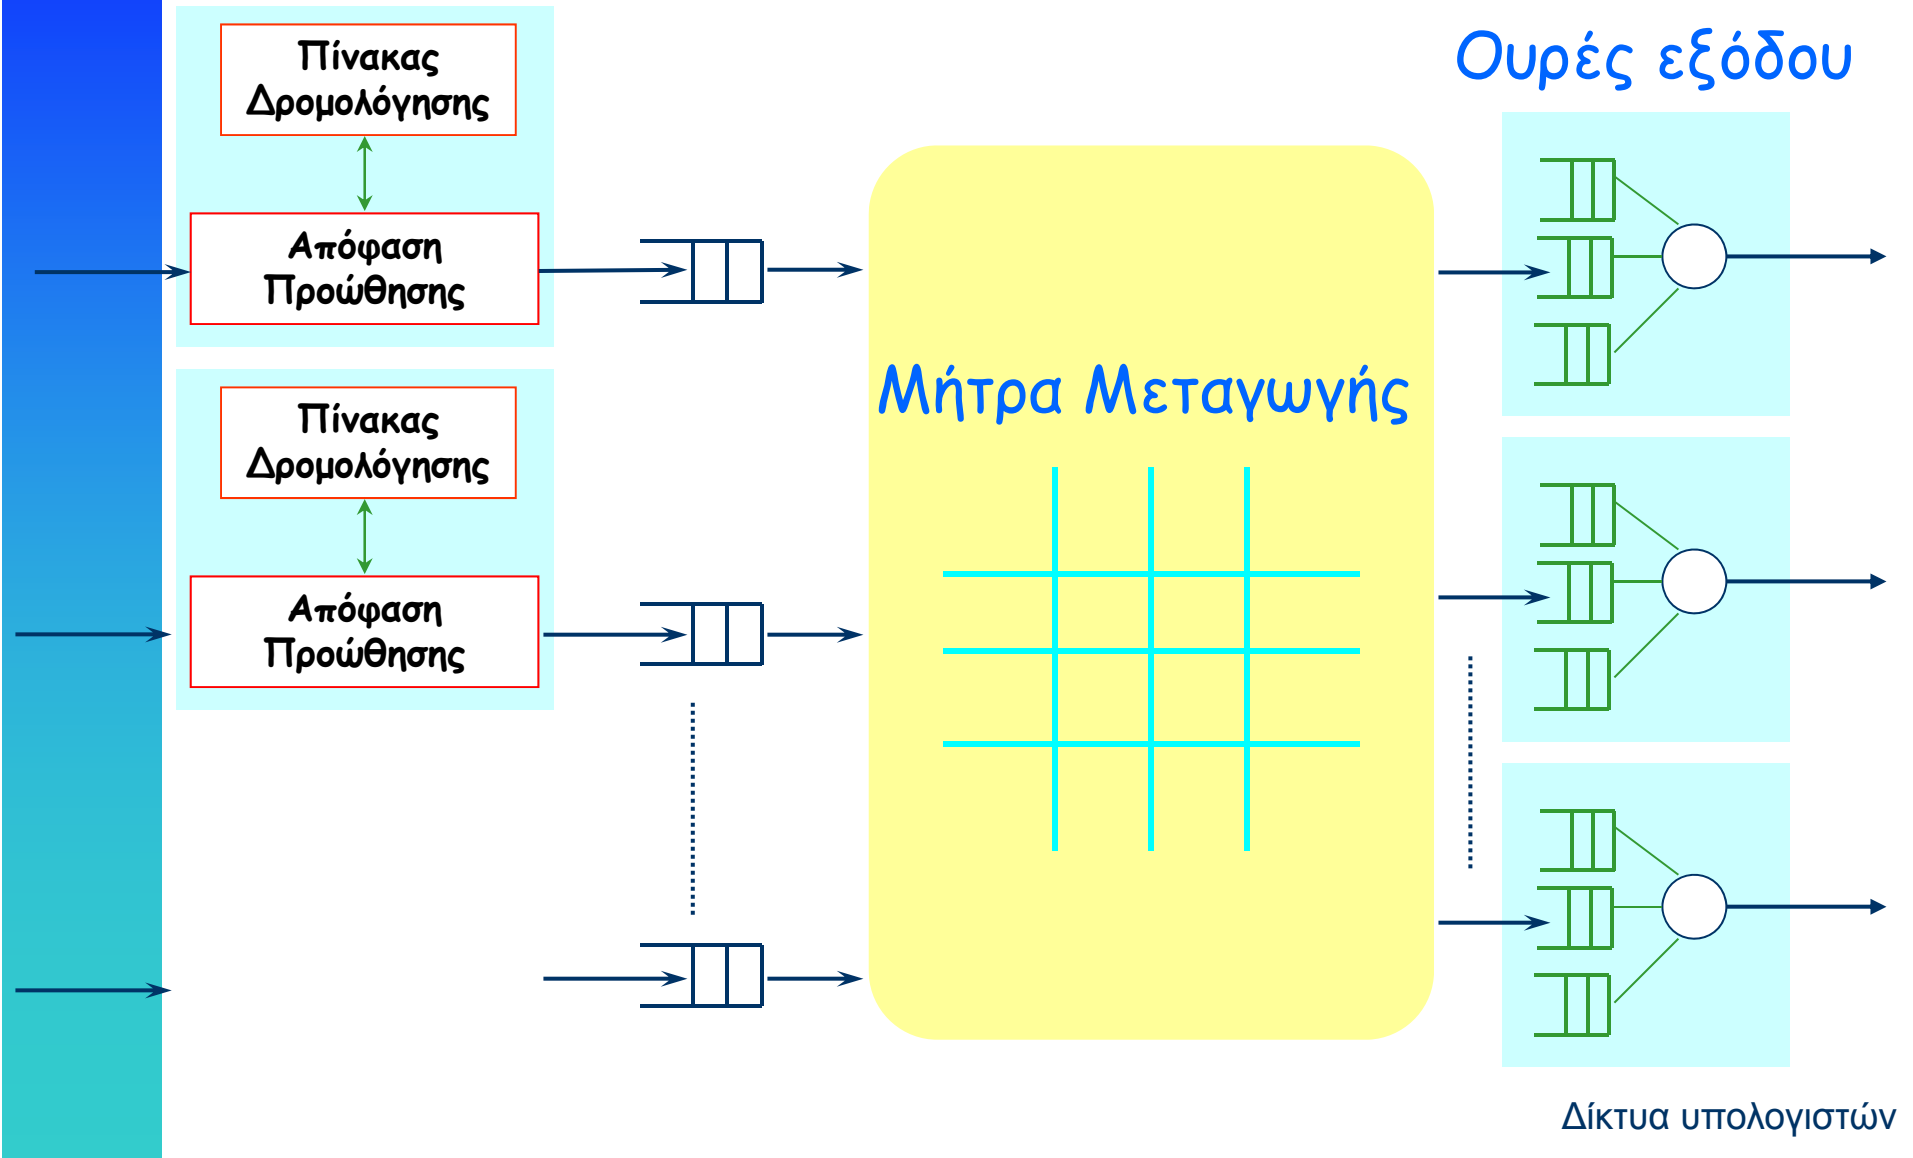 Πίνακας
Δρομολόγησης
Απόφαση
Προώθησης
Πίνακας
Δρομολόγησης
Απόφαση
Προώθησης
Μήτρα Μεταγωγής
Ουρές εξόδου
Δίκτυα υπολογιστών